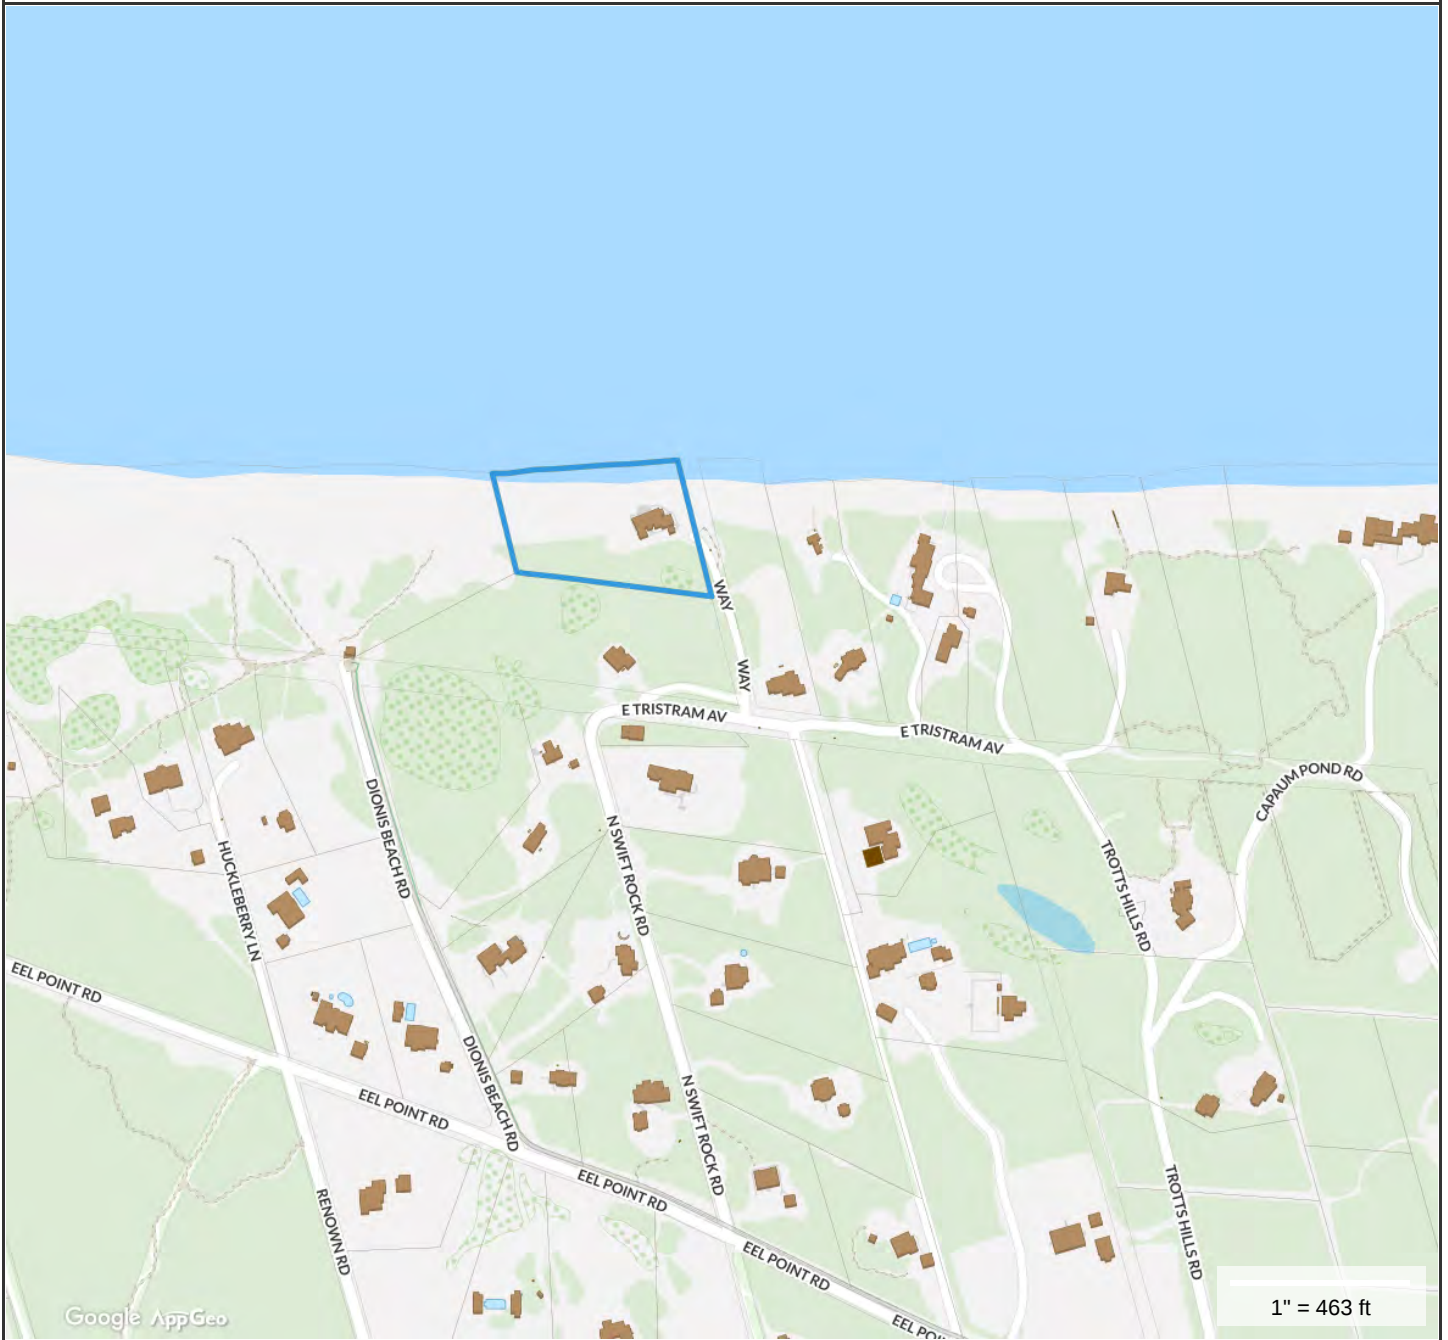 WAY
WAY
E TRISTRAM AV
E TRISTRAM AV
CAPAUM POND RD
DIONIS BEACH RD
N SWIFT ROCK RD
HUCKLEBERRY LN
TROTTS HILLS RD
EEL POINT RD
DIONIS BEACH RD
EEL POINT RD
N SWIFT ROCK RD
EEL POINT RD
RENOWN RD
TROTTS HILLS RD
EEL POINT RD
EEL POI
Google AppGeo
1" = 463 ft